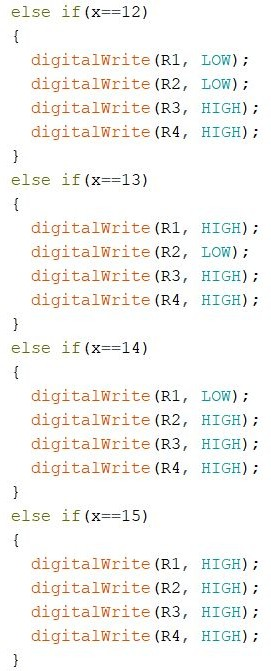 else if(x==12)
{
  digitalWrite(R1, LOW);
  digitalWrite(R2, LOW);
  digitalWrite(R3, HIGH);
  digitalWrite(R4, HIGH);
}
else if(x==13)
{
  digitalWrite(R1, HIGH);
  digitalWrite(R2, LOW);
  digitalWrite(R3, HIGH);
  digitalWrite(R4, HIGH);
}
else if(x==14)
{
  digitalWrite(R1, LOW);
  digitalWrite(R2, HIGH);
  digitalWrite(R3, HIGH);
  digitalWrite(R4, HIGH);
}
else if(x==15)
{
  digitalWrite(R1, HIGH);
  digitalWrite(R2, HIGH);
  digitalWrite(R3, HIGH);
  digitalWrite(R4, HIGH);
}